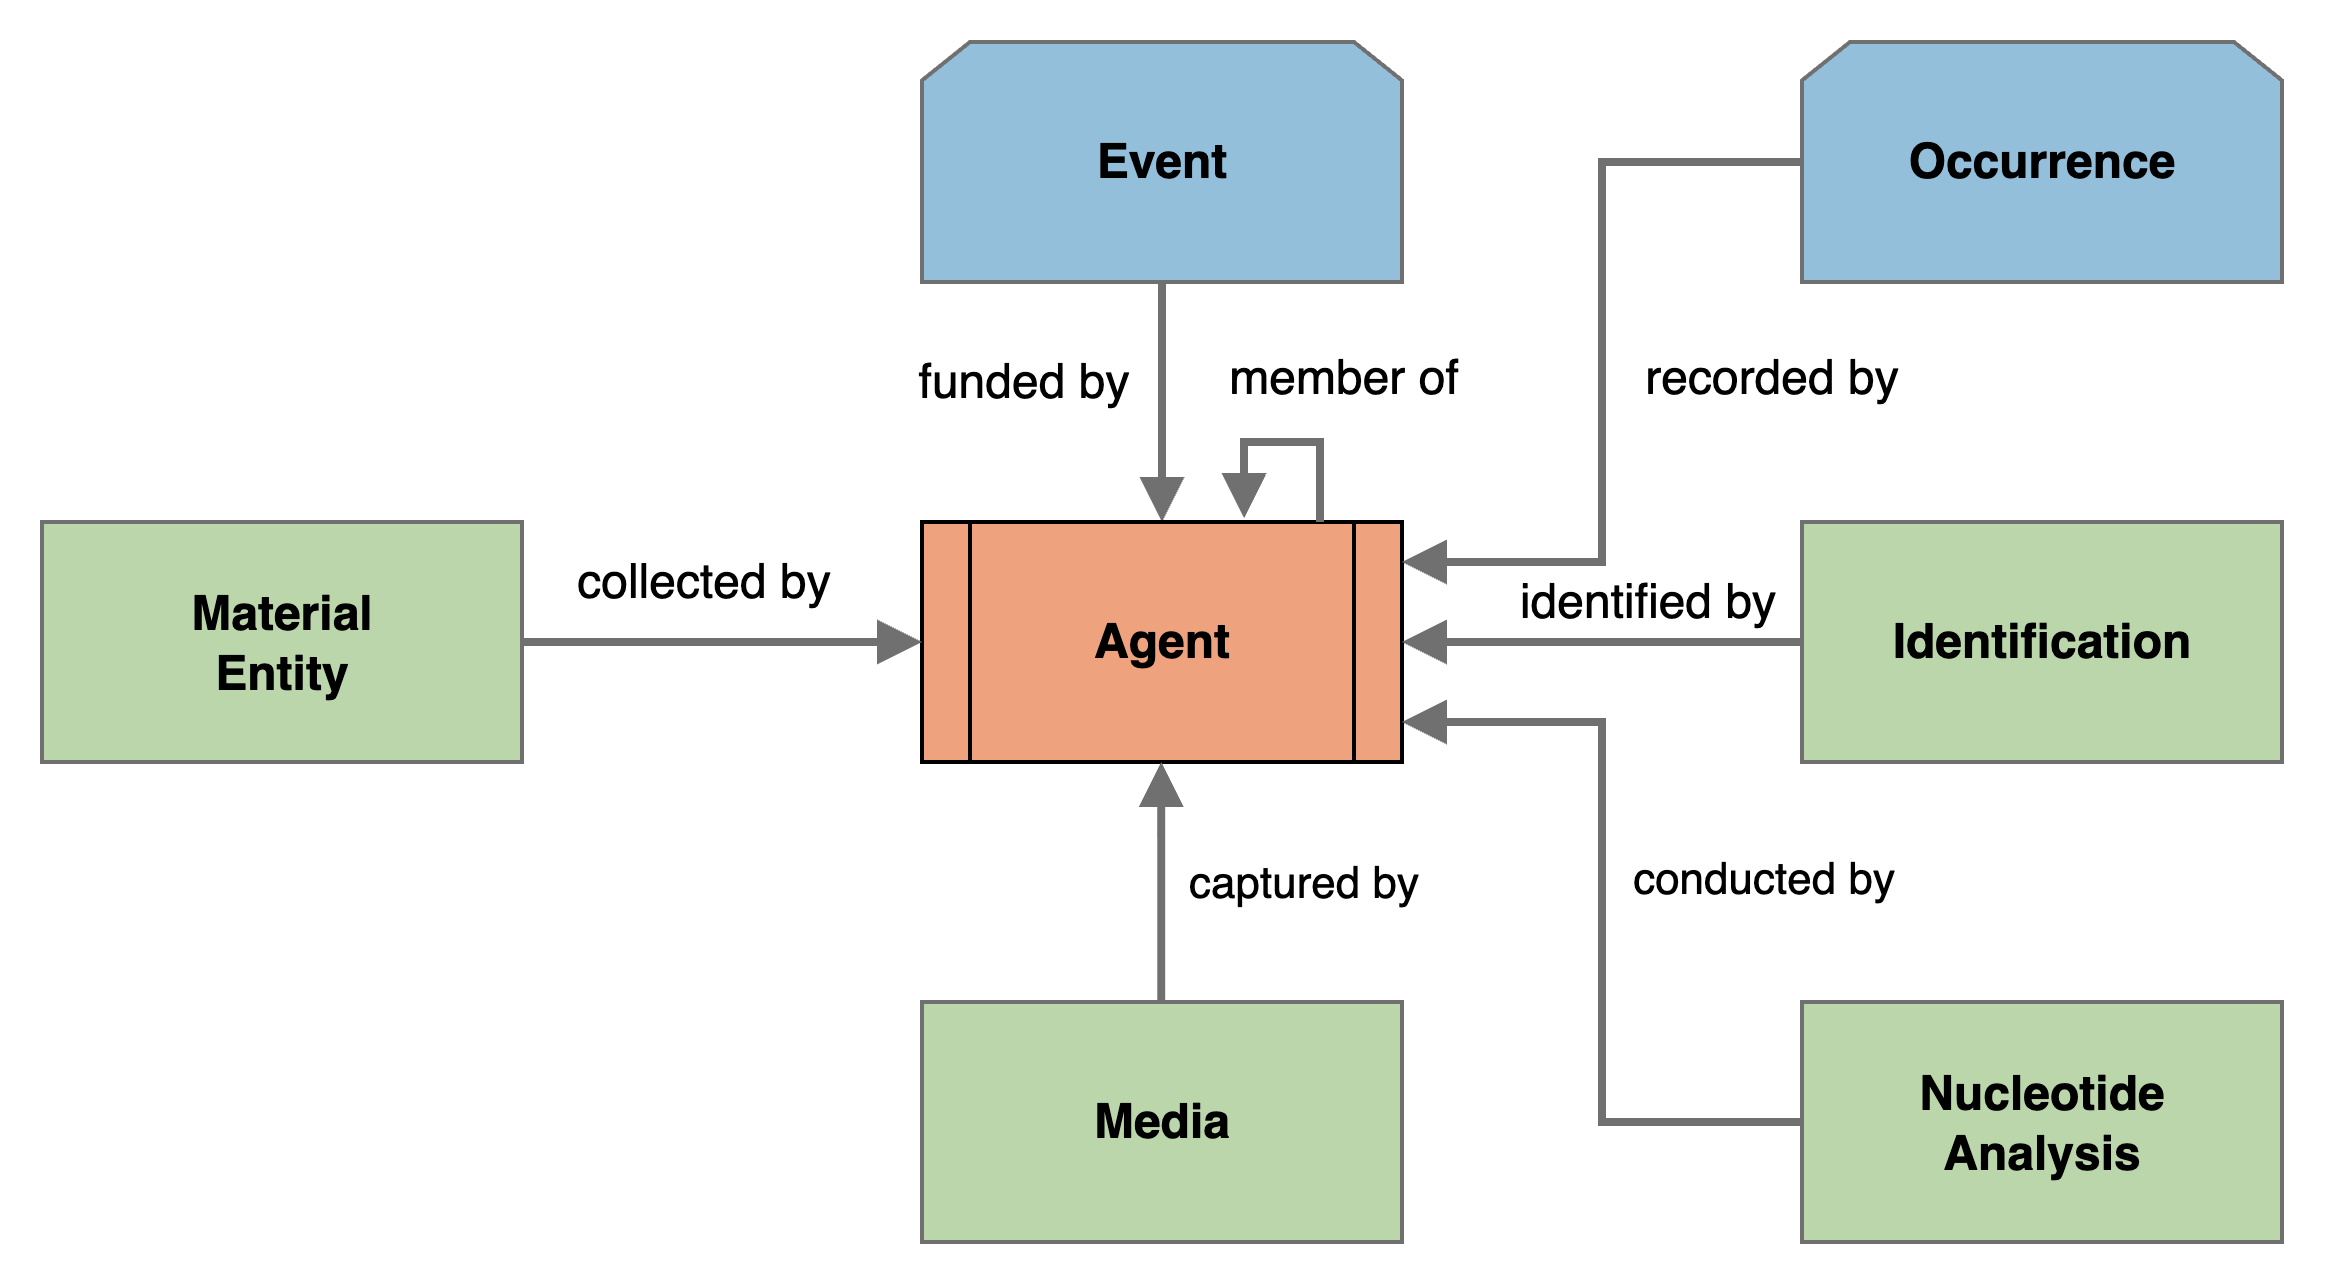 Event
Occurrence
funded by
member of
recorded by
collected by
identified by
Material
Entity
Agent
Identification
captured by
conducted by
Media
Nucleotide
Analysis